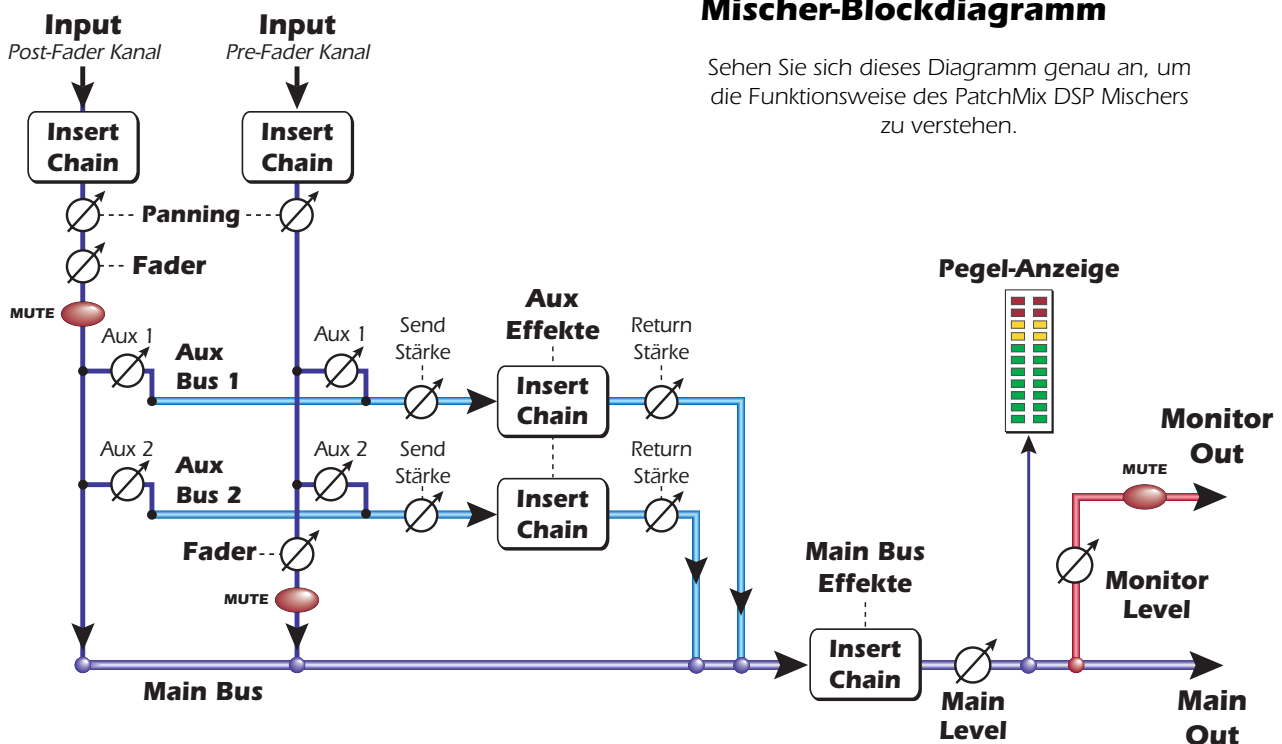 Mischer-Blockdiagramm
Sehen Sie sich dieses Diagramm genau an, um
die Funktionsweise des PatchMix DSP Mischers
zu verstehen.
Input
Post-Fader Kanal
Input
Pre-Fader Kanal
Insert
Chain
Insert
Chain
Panning
Fader
MUTE
Aux 1
Aux
Bus 1
Aux 1
Send
Stärke
Aux
Effekte
Insert
Chain
Return
Stärke
Aux 2
Aux
Bus 2
Aux 2
Send
Stärke
Insert
Chain
Return
Stärke
Fader
MUTE
Main Bus
Main Bus
Effekte
Insert
Chain
Main
Level
Pegel-Anzeige
Monitor
Out
MUTE
Monitor
Level
Main
Out